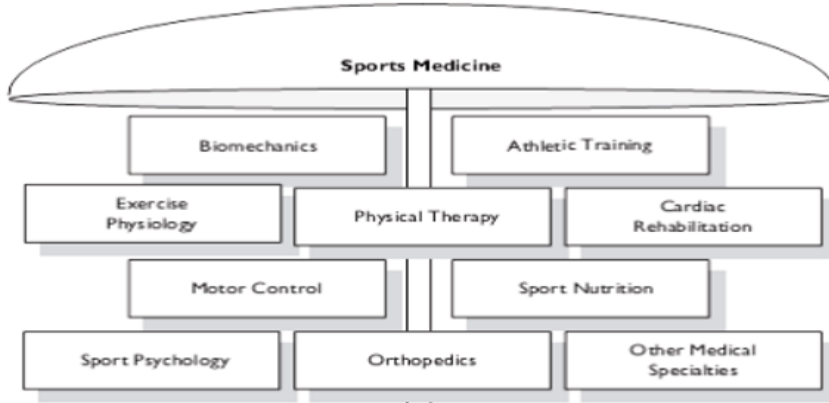 Sports Medicine
Biomechanics
Athletic Training
Exercise
Physiology
Physical Therapy
Cardiac
Rehabilitation
Motor Control
Sport Nutrition
Sport Psychology
Orthopedics
Other Medical
Specialties